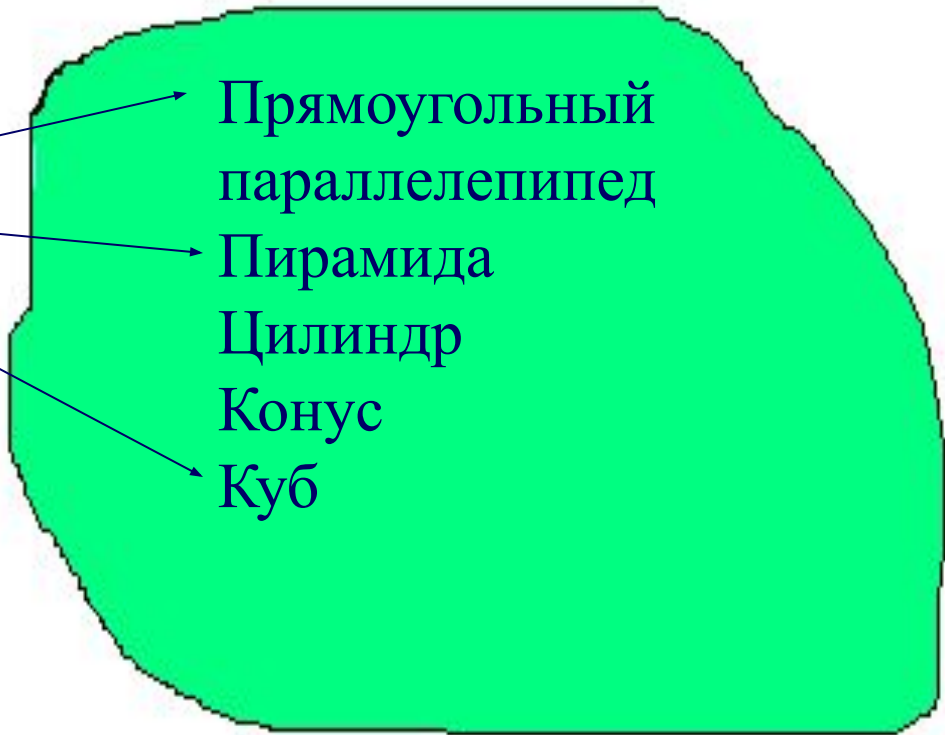 Прямоугольный
параллелепипед
Пирамида
Цилиндр
Конус
Куб